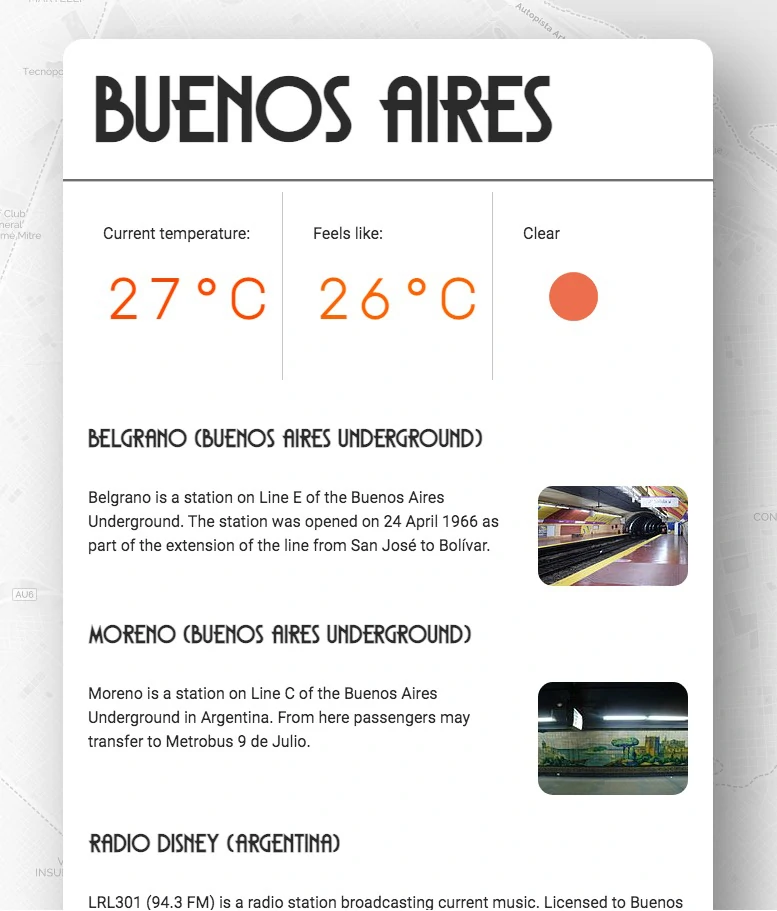 Autopista
Tecnopo
BUENOS AIRES
Club
Mitre
Current temperature:
Feels like:
Clear
27°C
26°C
BELGRANO (BUENOS AIRES UNDERGROUND)
Belgrano is a station on Line E of the Buenos Aires
Underground. The station was opened on 24 April 1966 as
part of the extension of the line from San José to Bolívar.
CON
AU6
MORENO (BUENOS AIRES UNDERGROUND)
Moreno is a station on Line C of the Buenos Aires
Underground in Argentina. From here passengers may
transfer to Metrobus 9 de Julio.
RADIO DISNEY (ARGENTINA)
INSU
LRL301 (94.3 FM) is a radio station broadcasting current music. Licensed to Buenos